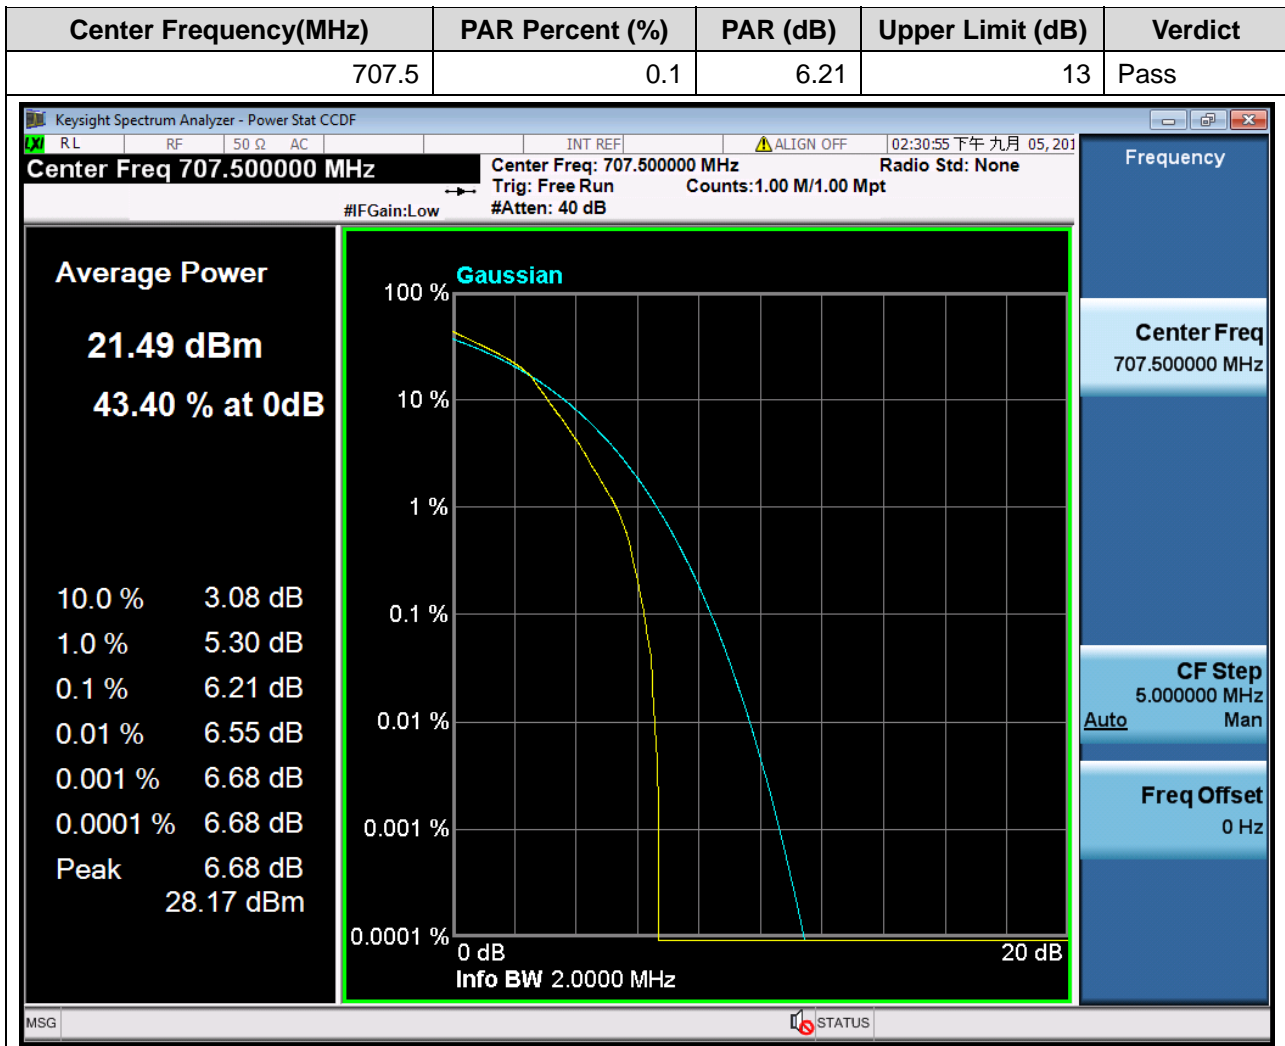 Center Frequency(MHz) PAR Percent (%) PAR (dB) Upper Limit (dB) Verdict
707.5 0.1 6.21 13 Pass
Keysight Spectrum Analyzer - Power Stat CCDF
LXI RL RF 50 Ω AC INT REF ALIGN OFF 02:30:55 下午 九月 05, 201
Center Freq 707.500000 MHz
Center Freq: 707.500000 MHz Radio Std: None
Trig: Free Run Counts:1.00 M/1.00 Mpt
#IFGain:Low #Atten: 40 dB
Average Power
21.49 dBm
43.40 % at 0dB
10.0 % 3.08 dB
1.0 % 5.30 dB
0.1 % 6.21 dB
0.01 % 6.55 dB
0.001 % 6.68 dB
0.0001 % 6.68 dB
Peak 6.68 dB
28.17 dBm
Gaussian
100 %
10 %
1 %
0.1 %
0.01 %
0.001 %
0.0001 %
0 dB 20 dB
Info BW 2.0000 MHz
Frequency
Center Freq
707.500000 MHz
CF Step
5.000000 MHz
Auto Man
Freq Offset
0 Hz
MSG STATUS